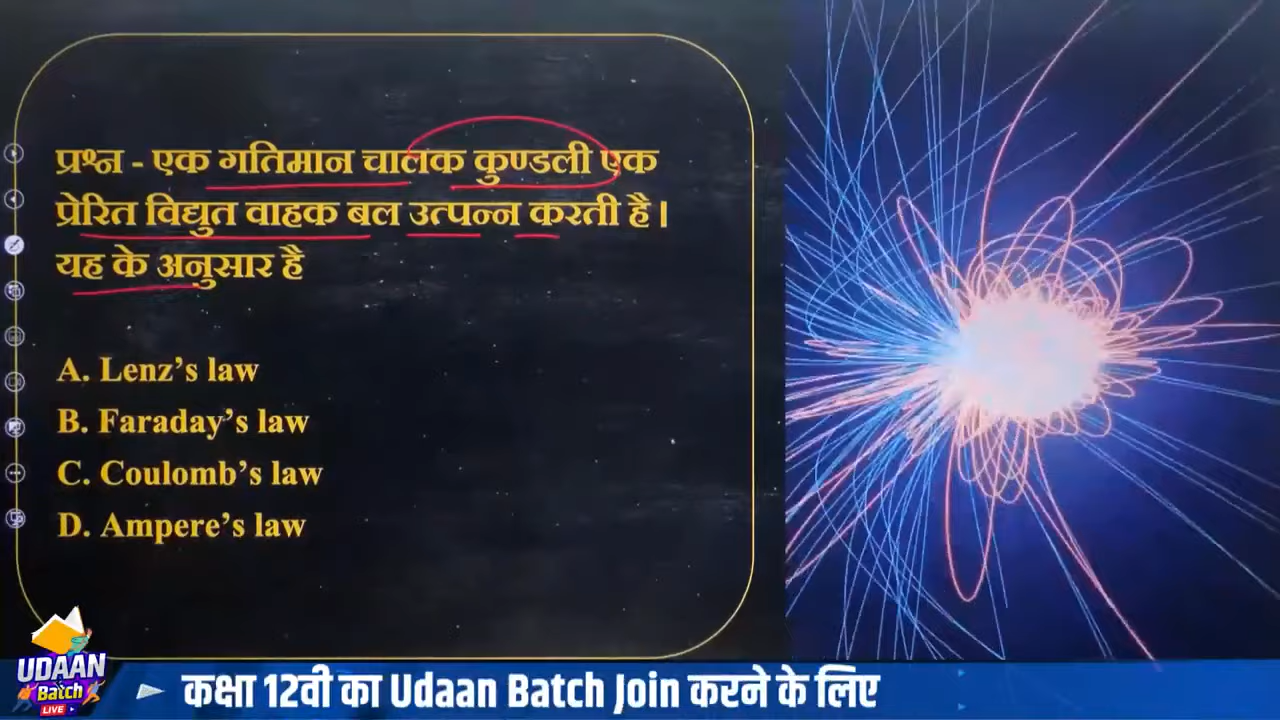 प्रश्न - एक गतिमान चालक कुण्डली एक
प्रेरित विद्युत वाहक बल उत्पन्न करती है |
यह के अनुसार है
A. Lenz's law
B. Faraday's law
C. Coulomb's law
D. Ampere's law
UDAAN
Batch
LIVE
कक्षा 12वी का Udaan Batch Join करने के लिए